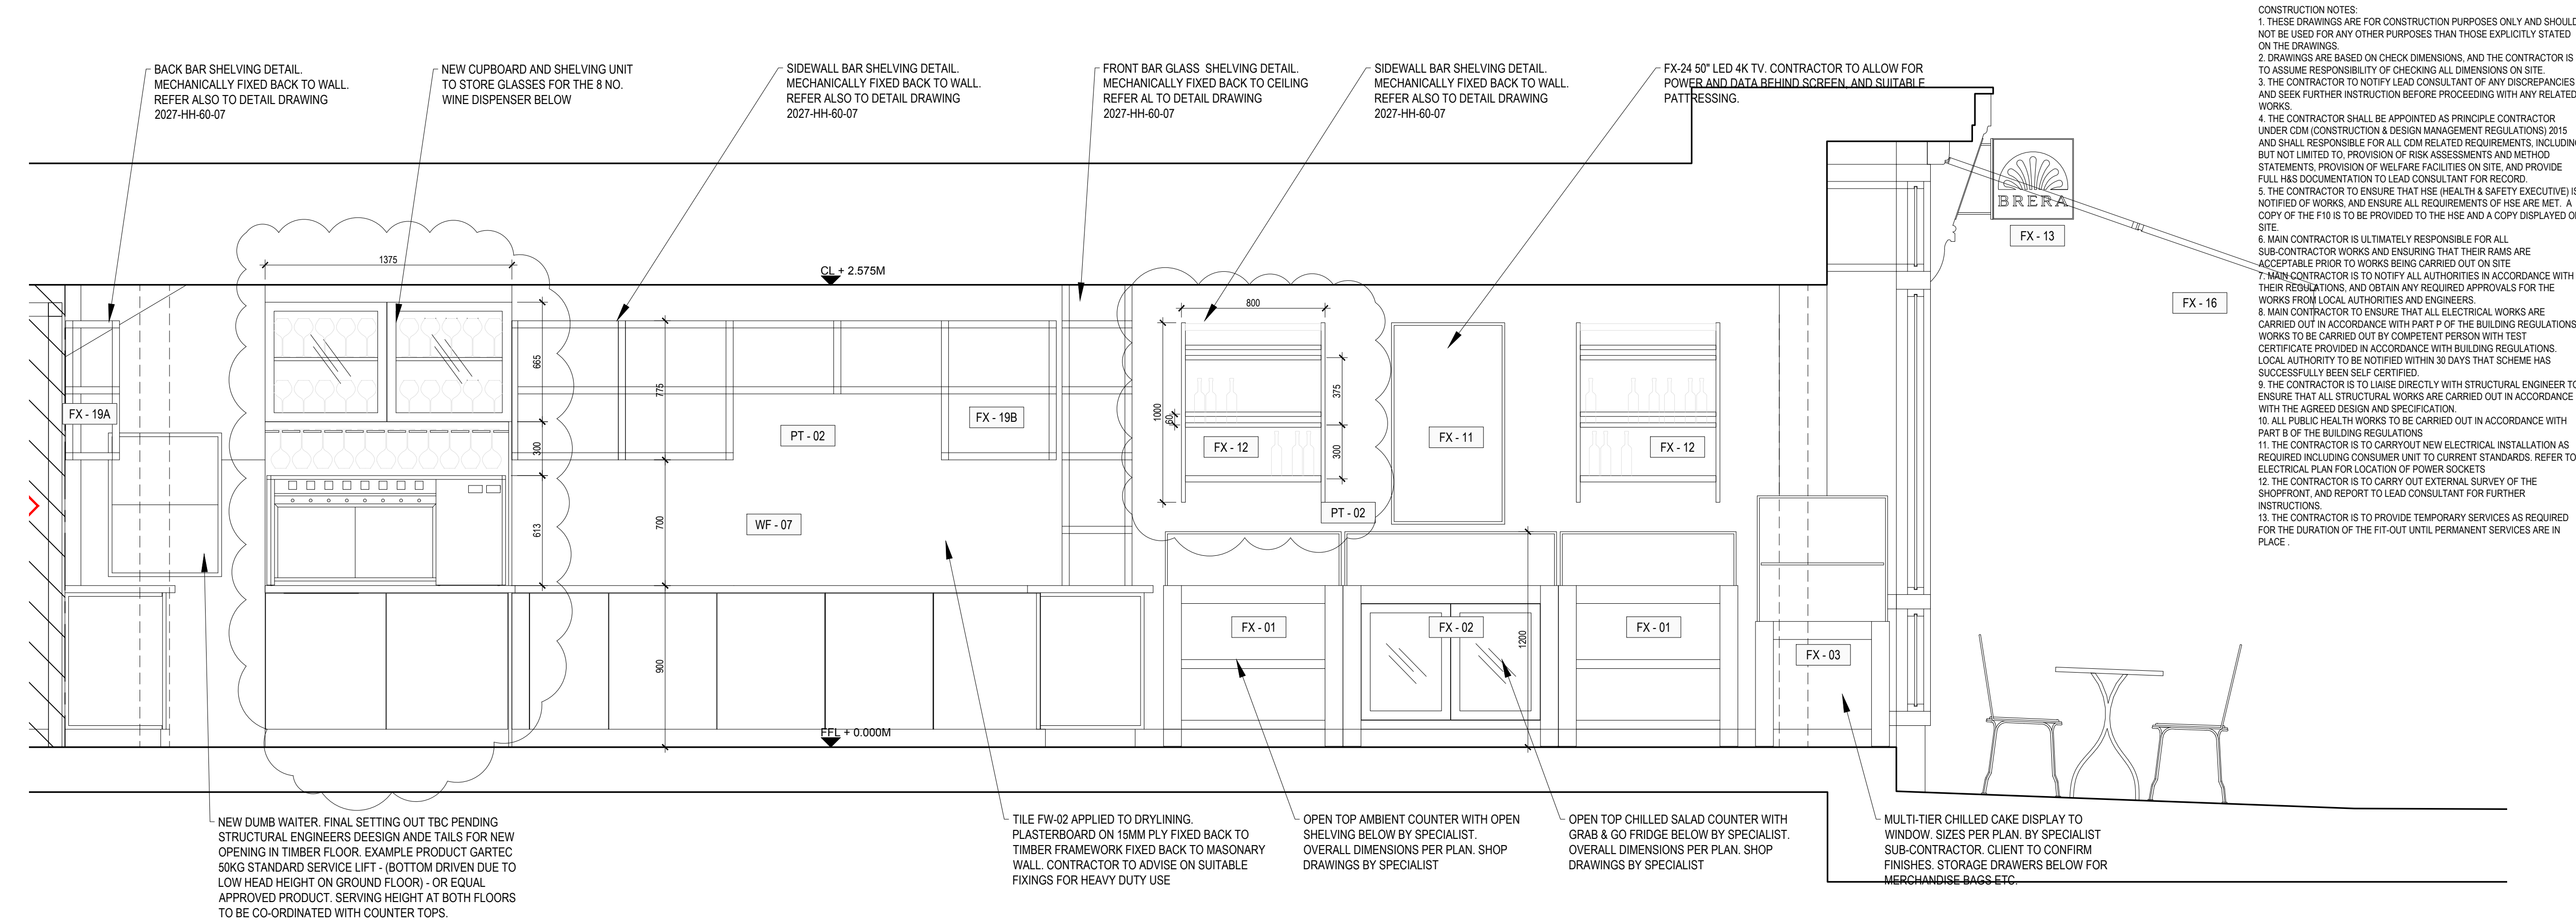 BACK BAR SHELVING DETAIL.
MECHANICALLY FIXED BACK TO WALL.
REFER ALSO TO DETAIL DRAWING
2027-HH-60-07
NEW CUPBOARD AND SHELVING UNIT
TO STORE GLASSES FOR THE 8 NO.
WINE DISPENSER BELOW
SIDEWALL BAR SHELVING DETAIL.
MECHANICALLY FIXED BACK TO WALL.
REFER ALSO TO DETAIL DRAWING
2027-HH-60-07
FRONT BAR GLASS SHELVING DETAIL.
MECHANICALLY FIXED BACK TO CEILING
REFER AL TO DETAIL DRAWING
2027-HH-60-07
SIDEWALL BAR SHELVING DETAIL.
MECHANICALLY FIXED BACK TO WALL.
REFER ALSO TO DETAIL DRAWING
2027-HH-60-07
FX-24 50" LED 4K TV. CONTRACTOR TO ALLOW FOR
POWER AND DATA BEHIND SCREEN, AND SUITABLE
PATTRESSING.
CONSTRUCTION NOTES:
1. THESE DRAWINGS ARE FOR CONSTRUCTION PURPOSES ONLY AND SHOULD
NOT BE USED FOR ANY OTHER PURPOSES THAN THOSE EXPLICITLY STATED
ON THE DRAWINGS.
2. DRAWINGS ARE BASED ON CHECK DIMENSIONS, AND THE CONTRACTOR IS
TO ASSUME RESPONSIBILITY OF CHECKING ALL DIMENSIONS ON SITE.
3. THE CONTRACTOR TO NOTIFY LEAD CONSULTANT OF ANY DISCREPANCIES
AND SEEK FURTHER INSTRUCTION BEFORE PROCEEDING WITH ANY RELATED
WORKS.
4. THE CONTRACTOR SHALL BE APPOINTED AS PRINCIPLE CONTRACTOR
UNDER CDM (CONSTRUCTION & DESIGN MANAGEMENT REGULATIONS) 2015
AND SHALL RESPONSIBLE FOR ALL CDM RELATED REQUIREMENTS, INCLUDING
BUT NOT LIMITED TO, PROVISION OF RISK ASSESSMENTS AND METHOD
STATEMENTS, PROVISION OF WELFARE FACILITIES ON SITE, AND PROVIDE
FULL H&S DOCUMENTATION TO LEAD CONSULTANT FOR RECORD.
5. THE CONTRACTOR TO ENSURE THAT HSE (HEALTH & SAFETY EXECUTIVE) IS
NOTIFIED OF WORKS, AND ENSURE ALL REQUIREMENTS OF HSE ARE MET. A
COPY OF THE F10 IS TO BE PROVIDED TO THE HSE AND A COPY DISPLAYED ON
SITE.
6. MAIN CONTRACTOR IS ULTIMATELY RESPONSIBLE FOR ALL
SUB-CONTRACTOR WORKS AND ENSURING THAT THEIR RAMS ARE
ACCEPTABLE PRIOR TO WORKS BEING CARRIED OUT ON SITE
7. MAIN CONTRACTOR IS TO NOTIFY ALL AUTHORITIES IN ACCORDANCE WITH
THEIR REGULATIONS, AND OBTAIN ANY REQUIRED APPROVALS FOR THE
WORKS FROM LOCAL AUTHORITIES AND ENGINEERS.
8. MAIN CONTRACTOR TO ENSURE THAT ALL ELECTRICAL WORKS ARE
CARRIED OUT IN ACCORDANCE WITH PART P OF THE BUILDING REGULATIONS
WORKS TO BE CARRIED OUT BY COMPETENT PERSON WITH TEST
CERTIFICATE PROVIDED IN ACCORDANCE WITH BUILDING REGULATIONS.
LOCAL AUTHORITY TO BE NOTIFIED WITHIN 30 DAYS THAT SCHEME HAS
SUCCESSFULLY BEEN SELF CERTIFIED.
9. THE CONTRACTOR IS TO LIAISE DIRECTLY WITH STRUCTURAL ENGINEER TO
ENSURE THAT ALL STRUCTURAL WORKS ARE CARRIED OUT IN ACCORDANCE
WITH THE AGREED DESIGN AND SPECIFICATION.
10. ALL PUBLIC HEALTH WORKS TO BE CARRIED OUT IN ACCORDANCE WITH
PART B OF THE BUILDING REGULATIONS
11. THE CONTRACTOR IS TO CARRYOUT NEW ELECTRICAL INSTALLATION AS
REQUIRED INCLUDING CONSUMER UNIT TO CURRENT STANDARDS. REFER TO
ELECTRICAL PLAN FOR LOCATION OF POWER SOCKETS
12. THE CONTRACTOR IS TO CARRY OUT EXTERNAL SURVEY OF THE
SHOPFRONT, AND REPORT TO LEAD CONSULTANT FOR FURTHER
INSTRUCTIONS.
13. THE CONTRACTOR IS TO PROVIDE TEMPORARY SERVICES AS REQUIRED
FOR THE DURATION OF THE FIT-OUT UNTIL PERMANENT SERVICES ARE IN
PLACE .
BRERA
FX - 13
FX - 16
1375
CL + 2.575M
800
665
775
375
1000
60
FX - 19A
FX - 19B
PT - 02
FX - 12
FX - 11
FX - 12
300
300
PT - 02
613
700
WF - 07
FX - 01
FX - 02
FX - 01
1200
FX - 03
900
FFL + 0.000M
NEW DUMB WAITER. FINAL SETTING OUT TBC PENDING
STRUCTURAL ENGINEERS DEESIGN ANDE TAILS FOR NEW
OPENING IN TIMBER FLOOR. EXAMPLE PRODUCT GARTEC
50KG STANDARD SERVICE LIFT - (BOTTOM DRIVEN DUE TO
LOW HEAD HEIGHT ON GROUND FLOOR) - OR EQUAL
APPROVED PRODUCT. SERVING HEIGHT AT BOTH FLOORS
TO BE CO-ORDINATED WITH COUNTER TOPS.
TILE FW-02 APPLIED TO DRYLINING.
PLASTERBOARD ON 15MM PLY FIXED BACK TO
TIMBER FRAMEWORK FIXED BACK TO MASONARY
WALL. CONTRACTOR TO ADVISE ON SUITABLE
FIXINGS FOR HEAVY DUTY USE
OPEN TOP AMBIENT COUNTER WITH OPEN
SHELVING BELOW BY SPECIALIST.
OVERALL DIMENSIONS PER PLAN. SHOP
DRAWINGS BY SPECIALIST
OPEN TOP CHILLED SALAD COUNTER WITH
GRAB & GO FRIDGE BELOW BY SPECIALIST.
OVERALL DIMENSIONS PER PLAN. SHOP
DRAWINGS BY SPECIALIST
MULTI-TIER CHILLED CAKE DISPLAY TO
WINDOW. SIZES PER PLAN. BY SPECIALIST
SUB-CONTRACTOR. CLIENT TO CONFIRM
FINISHES. STORAGE DRAWERS BELOW FOR
MERCHANDISE BAGS ETC.